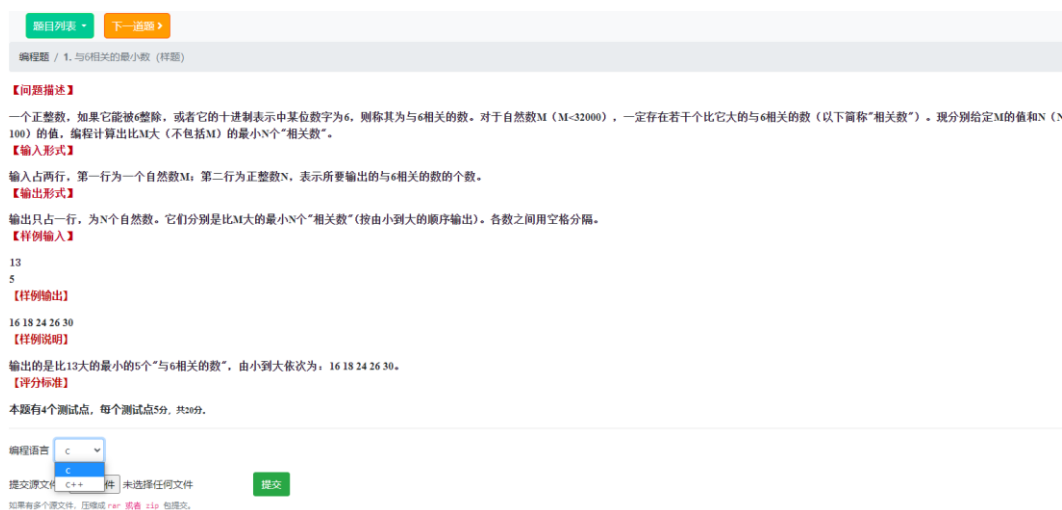 题目列表
下一道题
编程题 / 1. 与6相关的最小数 (样题)
【问题描述】
一个正整数，如果它能被6整除，或者它的十进制表示中某位数字为6，则称其为与6相关的数。对于自然数M（M<32000），一定存在若干个比它大的与6相关的数（以下简称"相关数"）。现分别给定M的值和N（N
100）的值，编程计算出比M大（不包括M）的最小N个"相关数"。
【输入形式】
输入占两行，第一行为一个自然数M；第二行为正整数N，表示所要输出的与6相关的数的个数。
【输出形式】
输出只占一行，为N个自然数。它们分别是比M大的最小N个"相关数"(按由小到大的顺序输出)。各数之间用空格分隔。
【样例输入】
13
5
【样例输出】
16 18 24 26 30
【样例说明】
输出的是比13大的最小的5个"与6相关的数"，由小到大依次为：16 18 24 26 30。
【评分标准】
本题有4个测试点，每个测试点5分，共20分。
编程语言 c
c
c++
提交源文件 件 未选择任何文件 提交
如果有多个源文件，压缩成 rar 或者 zip 包提交。